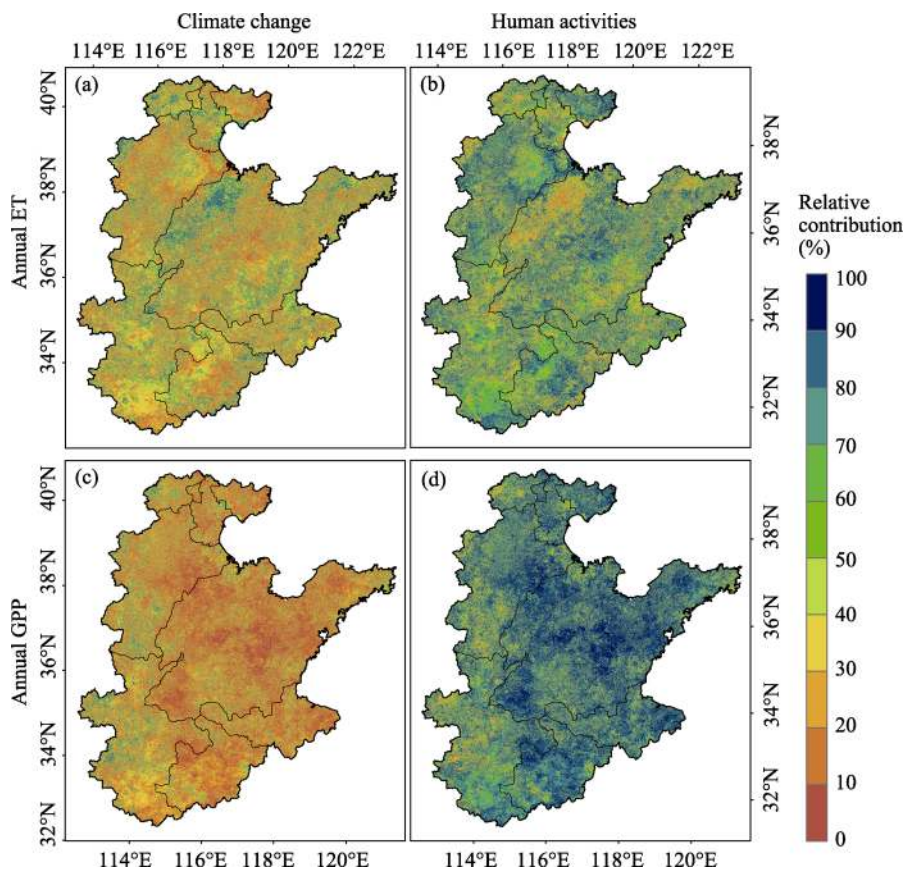 Climate change
Human activities
114°E 116°E 118°E 120°E 122°E
114°E 116°E 118°E 120°E 122°E
(a)
(b)
40°N
38°N
36°N
34°N
Annual ET
38°N
36°N
34°N
32°N
Relative
contribution
(%)
100
90
80
70
60
50
40
30
20
10
0
(c)
(d)
40°N
38°N
36°N
34°N
32°N
Annual GPP
38°N
36°N
34°N
32°N
114°E 116°E 118°E 120°E
114°E 116°E 118°E 120°E